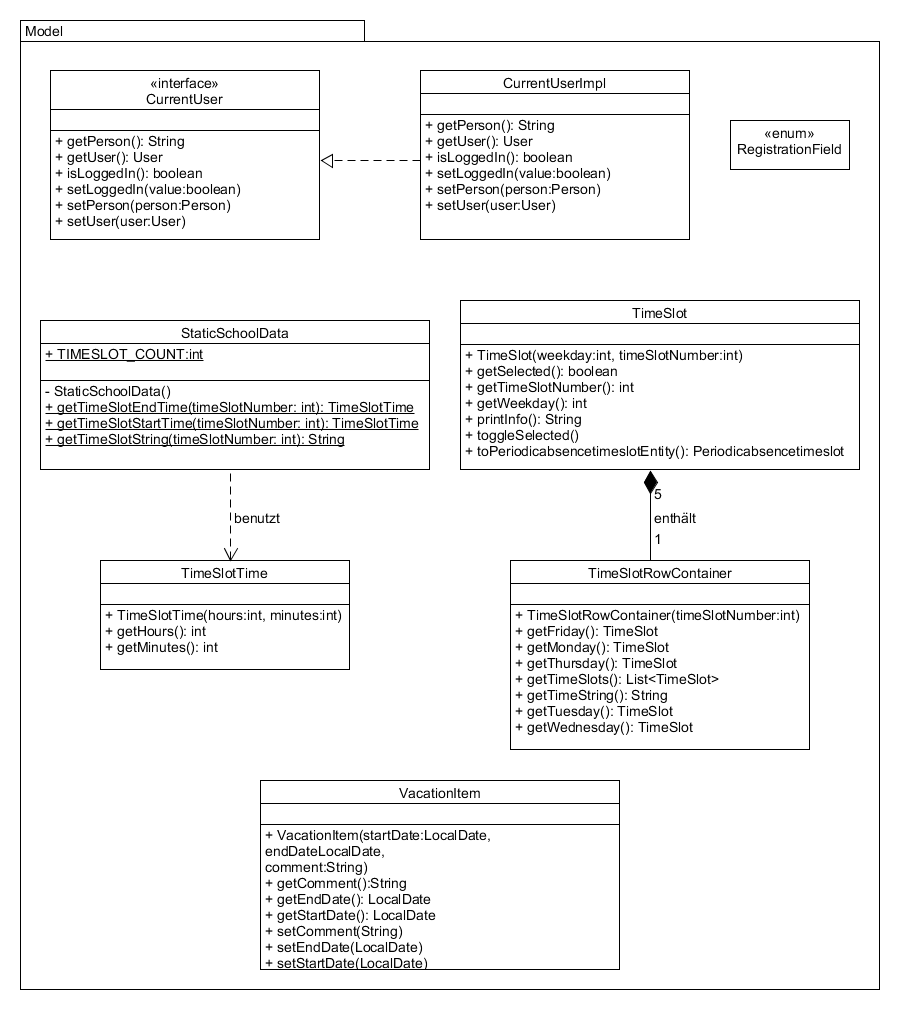 Model
«interface»
CurrentUser
+ getPerson(): String
+ getUser(): User
+ isLoggedIn(): boolean
+ setLoggedIn(value:boolean)
+ setPerson(person:Person)
+ setUser(user:User)
CurrentUserImpl
+ getPerson(): String
+ getUser(): User
+ isLoggedIn(): boolean
+ setLoggedIn(value:boolean)
+ setPerson(person:Person)
+ setUser(user:User)
«enum»
RegistrationField
StaticSchoolData
+ TIMESLOT_COUNT:int
- StaticSchoolData()
+ getTimeSlotEndTime(timeSlotNumber: int): TimeSlotTime
+ getTimeSlotStartTime(timeSlotNumber: int): TimeSlotTime
+ getTimeSlotString(timeSlotNumber: int): String
TimeSlot
+ TimeSlot(weekday:int, timeSlotNumber:int)
+ getSelected(): boolean
+ getTimeSlotNumber(): int
+ getWeekday(): int
+ printInfo(): String
+ toggleSelected()
+ toPeriodicabsencetimeslotEntity(): Periodicabsencetimeslot
benutzt
5
enthält
1
TimeSlotTime
+ TimeSlotTime(hours:int, minutes:int)
+ getHours(): int
+ getMinutes(): int
TimeSlotRowContainer
+ TimeSlotRowContainer(timeSlotNumber:int)
+ getFriday(): TimeSlot
+ getMonday(): TimeSlot
+ getThursday(): TimeSlot
+ getTimeSlots(): List<TimeSlot>
+ getTimeString(): String
+ getTuesday(): TimeSlot
+ getWednesday(): TimeSlot
VacationItem
+ VacationItem(startDate:LocalDate,
endDateLocalDate,
comment:String)
+ getComment():String
+ getEndDate(): LocalDate
+ getStartDate(): LocalDate
+ setComment(String)
+ setEndDate(LocalDate)
+ setStartDate(LocalDate)